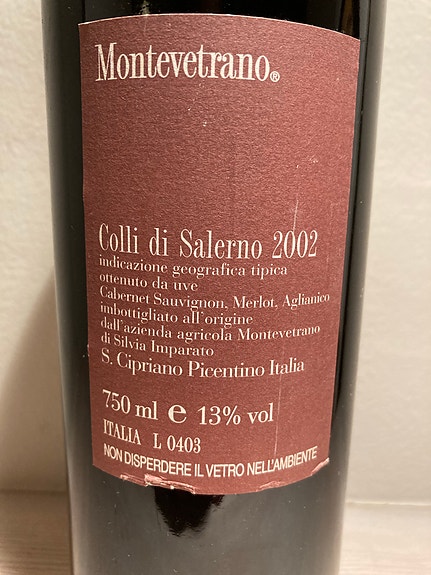 Montevetrano®
Colli di Salerno 2002
indicazione geografica tipica
ottenuto da uve
Cabernet Sauvignon, Merlot, Aglianico
imbottigliato all'origine
dall'azienda agricola Montevetrano
di Silvia Imparato
S. Cipriano Picentino Italia
750 ml e 13% vol
ITALIA L 0403
NON DISPERDERE IL VETRO NELL'AMBIENTE